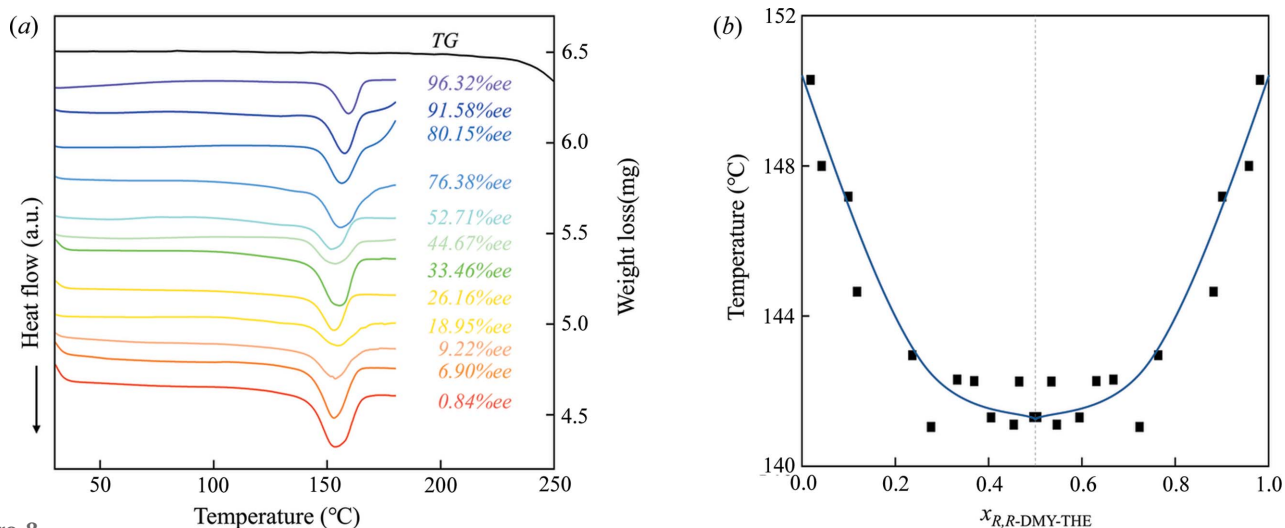 (a)
TG
96.32%ee
91.58%ee
80.15%ee
76.38%ee
52.71%ee
44.67%ee
33.46%ee
26.16%ee
18.95%ee
9.22%ee
6.90%ee
0.84%ee
Heat flow (a.u.)
6.5
6.0
5.5
5.0
4.5
Weight loss(mg)
50
100
150
200
250
Temperature (°C)
(b)
152
148
144
140
Temperature (°C)
0.0
0.2
0.4
0.6
0.8
1.0
xR,R-DMY-THE